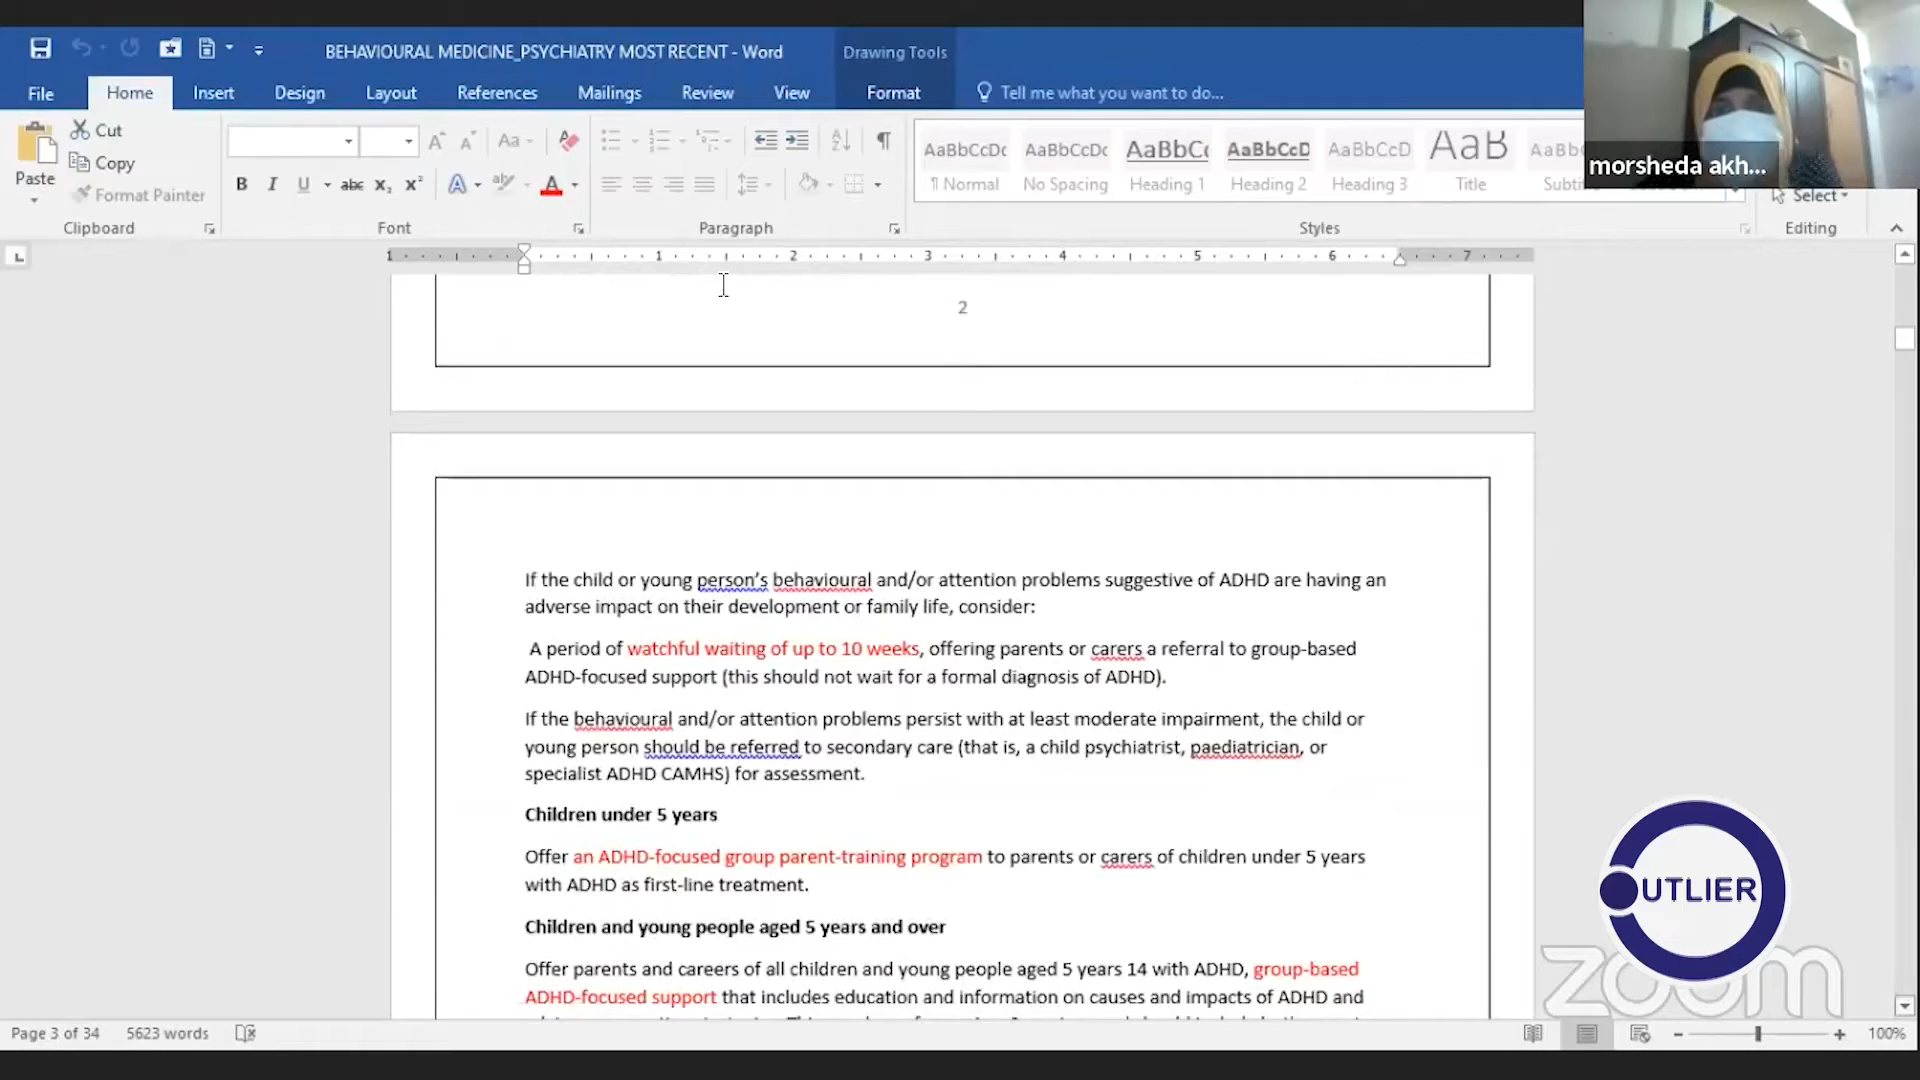 BEHAVIOURAL MEDICINE_PSYCHIATRY MOST RECENT - Word
Drawing Tools
File Home Insert Design Layout References Mailings Review View Format Tell me what you want to do...
Paste
Cut
Copy
Format Painter
Clipboard
Font
Paragraph
AaBbCcDc AaBbCcDc AaBbCc AaBbCcD AaBbCcD AaB AaBb
¶ Normal No Spacing Heading 1 Heading 2 Heading 3 Title Subti
Styles
Select
Editing
morsheda akh...
1 1 2 3 4 5 6 7
2
If the child or young person's behavioural and/or attention problems suggestive of ADHD are having an
adverse impact on their development or family life, consider:
A period of watchful waiting of up to 10 weeks, offering parents or carers a referral to group-based
ADHD-focused support (this should not wait for a formal diagnosis of ADHD).
If the behavioural and/or attention problems persist with at least moderate impairment, the child or
young person should be referred to secondary care (that is, a child psychiatrist, paediatrician, or
specialist ADHD CAMHS) for assessment.
Children under 5 years
Offer an ADHD-focused group parent-training program to parents or carers of children under 5 years
with ADHD as first-line treatment.
Children and young people aged 5 years and over
Offer parents and careers of all children and young people aged 5 years 14 with ADHD, group-based
ADHD-focused support that includes education and information on causes and impacts of ADHD and
OUTLIER
zoom
Page 3 of 34 5623 words
100%